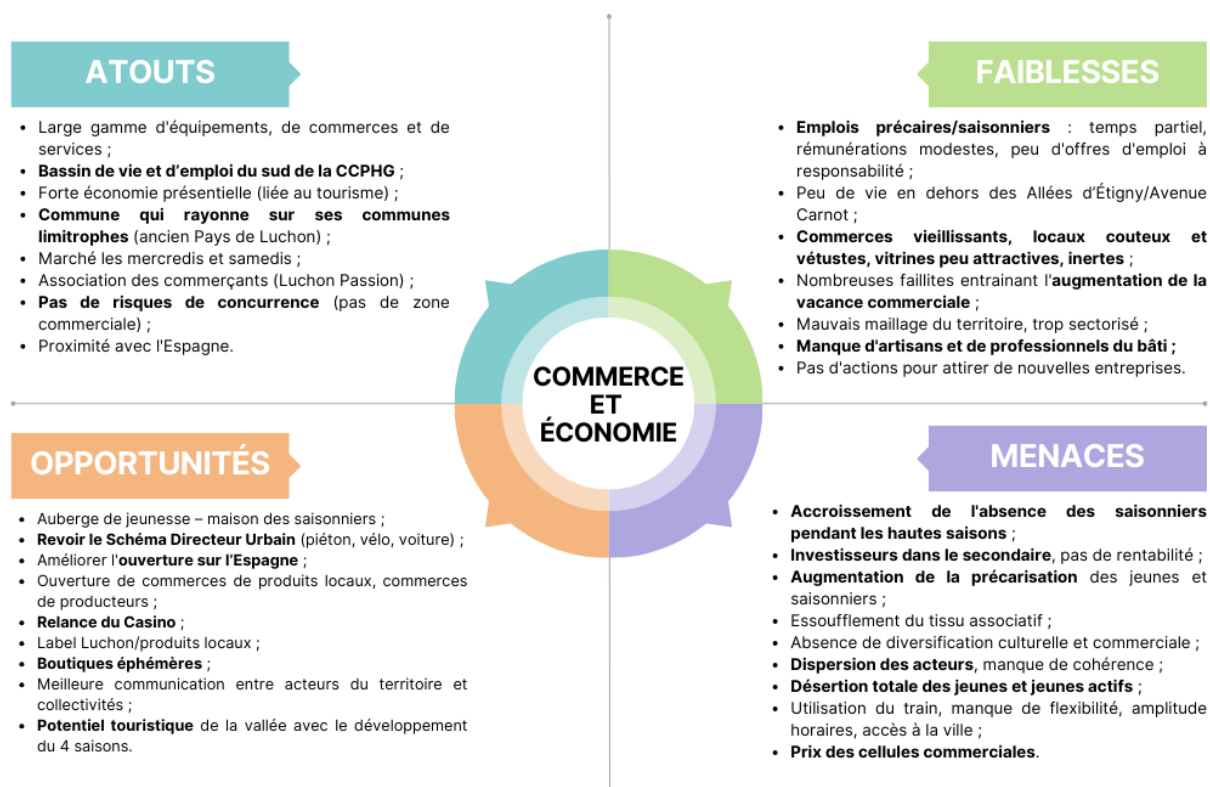 ATOUTS
• Large gamme d'équipements, de commerces et de
services ;
• Bassin de vie et d’emploi du sud de la CCPHG ;
• Forte économie présentielle (liée au tourisme) ;
• Commune qui rayonne sur ses communes
limitrophes (ancien Pays de Luchon) ;
• Marché les mercredis et samedis ;
• Association des commerçants (Luchon Passion) ;
• Pas de risques de concurrence (pas de zone
commerciale) ;
• Proximité avec l'Espagne.
FAIBLESSES
• Emplois précaires/saisonniers : temps partiel,
rémunérations modestes, peu d'offres d'emploi à
responsabilité ;
• Peu de vie en dehors des Allées d’Étigny/Avenue
Carnot ;
• Commerces vieillissants, locaux couteux et
vétustes, vitrines peu attractives, inertes ;
• Nombreuses faillites entrainant l'augmentation de la
vacance commerciale ;
• Mauvais maillage du territoire, trop sectorisé ;
• Manque d'artisans et de professionnels du bâti ;
• Pas d'actions pour attirer de nouvelles entreprises.
COMMERCE
ET
ÉCONOMIE
OPPORTUNITÉS
• Auberge de jeunesse – maison des saisonniers ;
• Revoir le Schéma Directeur Urbain (piéton, vélo, voiture) ;
• Améliorer l'ouverture sur l’Espagne ;
• Ouverture de commerces de produits locaux, commerces
de producteurs ;
• Relance du Casino ;
• Label Luchon/produits locaux ;
• Boutiques éphémères ;
• Meilleure communication entre acteurs du territoire et
collectivités ;
• Potentiel touristique de la vallée avec le développement
du 4 saisons.
MENACES
• Accroissement de l'absence des saisonniers
pendant les hautes saisons ;
• Investisseurs dans le secondaire, pas de rentabilité ;
• Augmentation de la précarisation des jeunes et
saisonniers ;
• Essoufflement du tissu associatif ;
• Absence de diversification culturelle et commerciale ;
• Dispersion des acteurs, manque de cohérence ;
• Désertion totale des jeunes et jeunes actifs ;
• Utilisation du train, manque de flexibilité, amplitude
horaires, accès à la ville ;
• Prix des cellules commerciales.